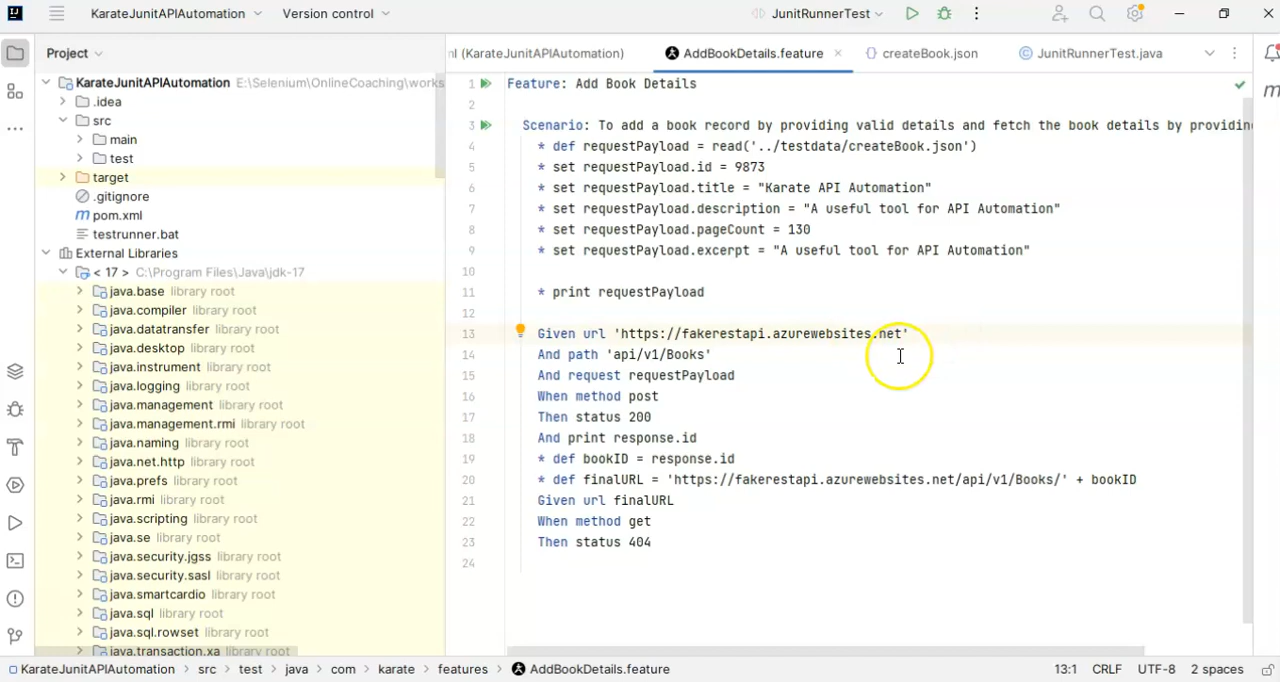 KarateJunitAPIAutomation Version control JunitRunnerTest
Project
ml (KarateJunitAPIAutomation) AddBookDetails.feature createBook.json JunitRunnerTest.java
KarateJunitAPIAutomation E:\Selenium\OnlineCoaching\works
.idea
src
main
test
target
.gitignore
pom.xml
testrunner.bat
External Libraries
< 17 > C:\Program Files\Java\jdk-17
java.base library root
java.compiler library root
java.datatransfer library root
java.desktop library root
java.instrument library root
java.logging library root
java.management library root
java.management.rmi library root
java.naming library root
java.net.http library root
java.prefs library root
java.rmi library root
java.scripting library root
java.se library root
java.security.jgss library root
java.security.sasl library root
java.smartcardio library root
java.sql library root
java.sql.rowset library root
java.transaction.xa library root
1 Feature: Add Book Details
2
3 Scenario: To add a book record by providing valid details and fetch the book details by providin
4 * def requestPayload = read('../testdata/createBook.json')
5 * set requestPayload.id = 9873
6 * set requestPayload.title = "Karate API Automation"
7 * set requestPayload.description = "A useful tool for API Automation"
8 * set requestPayload.pageCount = 130
9 * set requestPayload.excerpt = "A useful tool for API Automation"
10
11 * print requestPayload
12
13 Given url 'https://fakerestapi.azurewebsites.net'
14 And path 'api/v1/Books'
15 And request requestPayload
16 When method post
17 Then status 200
18 And print response.id
19 * def bookID = response.id
20 * def finalURL = 'https://fakerestapi.azurewebsites.net/api/v1/Books/' + bookID
21 Given url finalURL
22 When method get
23 Then status 404
24
KarateJunitAPIAutomation > src > test > java > com > karate > features > AddBookDetails.feature 13:1 CRLF UTF-8 2 spaces